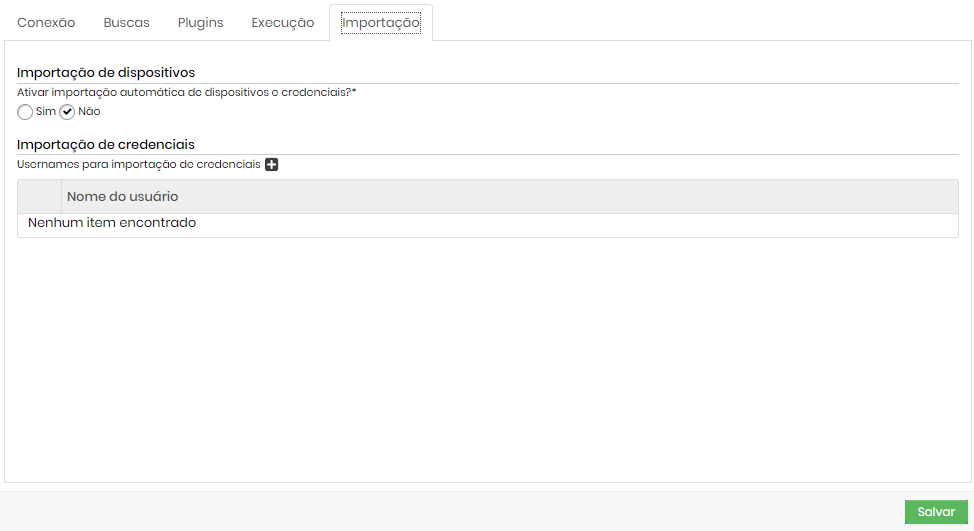 Conexão Buscas Plugins Execução Importação
Importação de dispositivos
Ativar importação automática de dispositivos e credenciais?*
Sim Não
Importação de credenciais
Usernames para importação de credenciais
Nome do usuário
Nenhum item encontrado
Salvar